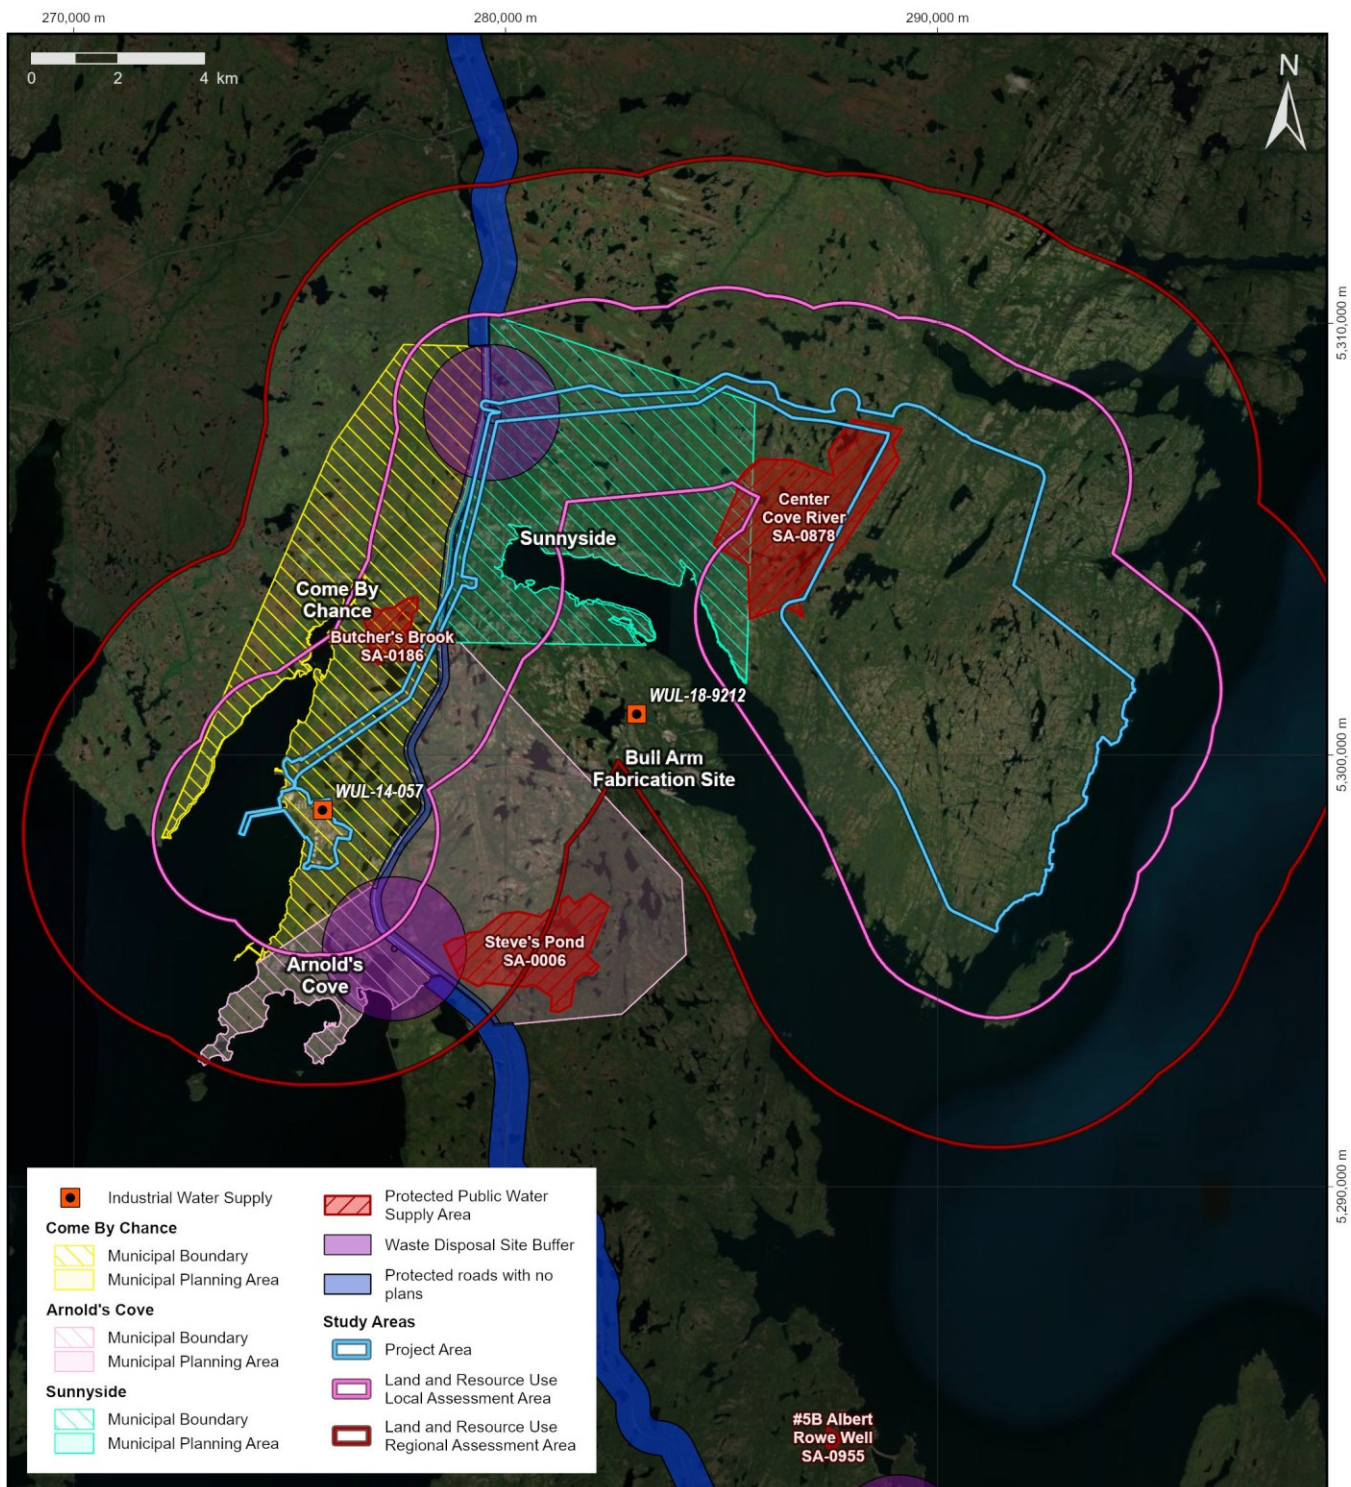 270,000 m
280,000 m
290,000 m
0 2 4 km
N
5,310,000 m
Center
Cove River
SA-0878
Sunnyside
Come By
Chance
Butcher's Brook
SA-0186
WUL-18-9212
Bull Arm
Fabrication Site
5,300,000 m
WUL-14-057
Steve's Pond
SA-0006
Arnold's
Cove
5,290,000 m
Industrial Water Supply
Come By Chance
Municipal Boundary
Municipal Planning Area
Arnold's Cove
Municipal Boundary
Municipal Planning Area
Sunnyside
Municipal Boundary
Municipal Planning Area
Protected Public Water
Supply Area
Waste Disposal Site Buffer
Protected roads with no
plans
Study Areas
Project Area
Land and Resource Use
Local Assessment Area
Land and Resource Use
Regional Assessment Area
#5B Albert
Rowe Well
SA-0955